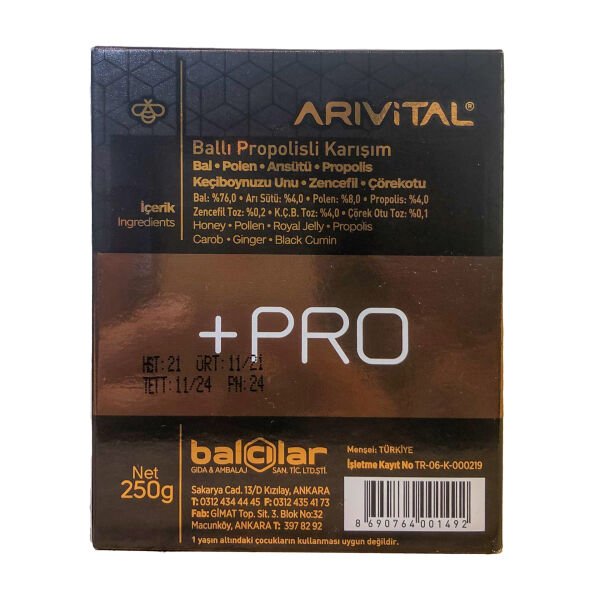 ARIVITAL®
Ballı Propolisli Karışım
Bal • Polen • Arısütü • Propolis
Keçiboynuzu Unu • Zencefil • Çörekotu
İçerik
Ingredients
Bal: %76,0 • Arı Sütü: %4,0 • Polen: %8,0 • Propolis: %4,0
Zencefil Toz: %0,2 • K.Ç.B. Toz: %4,0 • Çörek Otu Toz: %0,1
Honey • Pollen • Royal Jelly • Propolis
Carob • Ginger • Black Cumin
+PRO
HST:21 ÜRT:11/21
TETT:11/24 PN:24
Net
250g
balcılar
GIDA & AMBALAJ SAN. TİC. LTD.ŞTİ.
Sakarya Cad. 13/D Kızılay, ANKARA
T: 0312 434 44 45 F: 0312 435 41 73
Fab: GİMAT Top. Sit. 3. Blok No:32
Macunköy, ANKARA T: 397 82 92
1 yaşın altındaki çocukların kullanması uygun değildir.
Menşei: TÜRKİYE
İşletme Kayıt No TR-06-K-000219
8 690764 001492